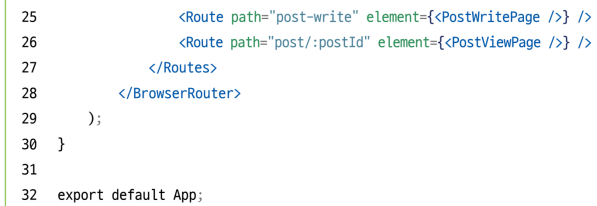 25                <Route path="post-write" element={<PostWritePage />} />
26                <Route path="post/:postId" element={<PostViewPage />} />
27            </Routes>
28        </BrowserRouter>
29    );
30 }
31
32 export default App;